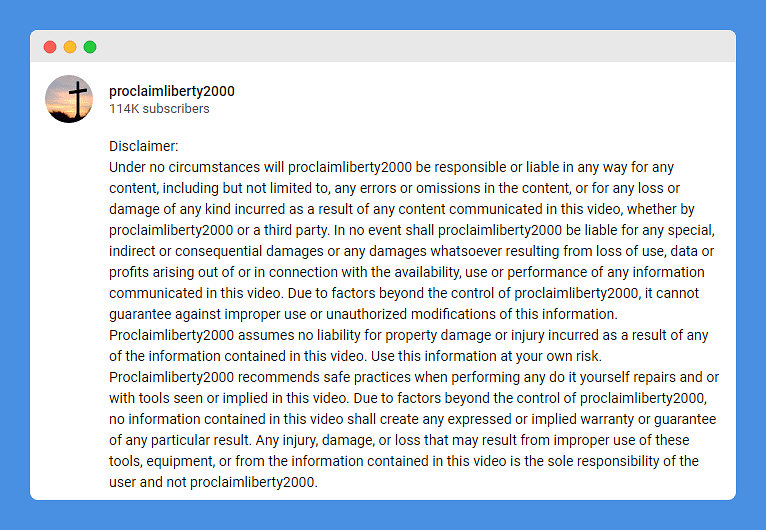 proclaimliberty2000
114K subscribers
Disclaimer:
Under no circumstances will proclaimliberty2000 be responsible or liable in any way for any
content, including but not limited to, any errors or omissions in the content, or for any loss or
damage of any kind incurred as a result of any content communicated in this video, whether by
proclaimliberty2000 or a third party. In no event shall proclaimliberty2000 be liable for any special,
indirect or consequential damages or any damages whatsoever resulting from loss of use, data or
profits arising out of or in connection with the availability, use or performance of any information
communicated in this video. Due to factors beyond the control of proclaimliberty2000, it cannot
guarantee against improper use or unauthorized modifications of this information.
Proclaimliberty2000 assumes no liability for property damage or injury incurred as a result of any
of the information contained in this video. Use this information at your own risk.
Proclaimliberty2000 recommends safe practices when performing any do it yourself repairs and or
with tools seen or implied in this video. Due to factors beyond the control of proclaimliberty2000,
no information contained in this video shall create any expressed or implied warranty or guarantee
of any particular result. Any injury, damage, or loss that may result from improper use of these
tools, equipment, or from the information contained in this video is the sole responsibility of the
user and not proclaimliberty2000.